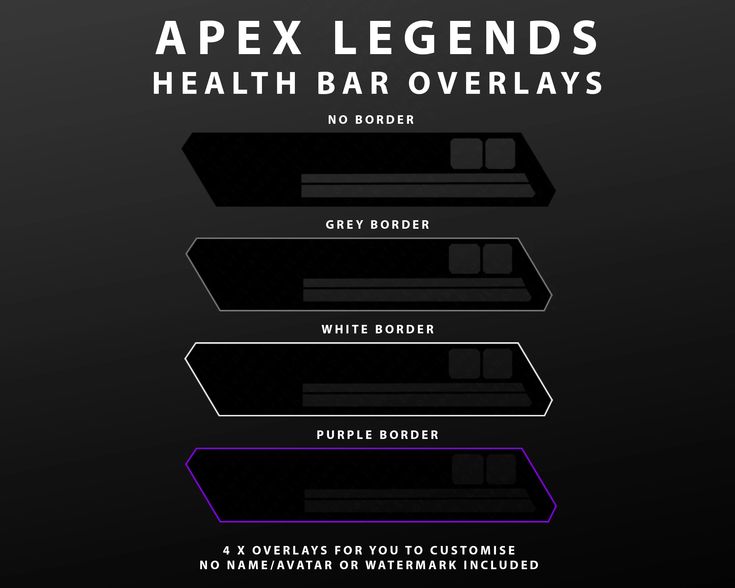 APEX LEGENDS
HEALTH BAR OVERLAYS
NO BORDER
GREY BORDER
WHITE BORDER
PURPLE BORDER
4 X OVERLAYS FOR YOU TO CUSTOMISE
NO NAME/AVATAR OR WATERMARK INCLUDED